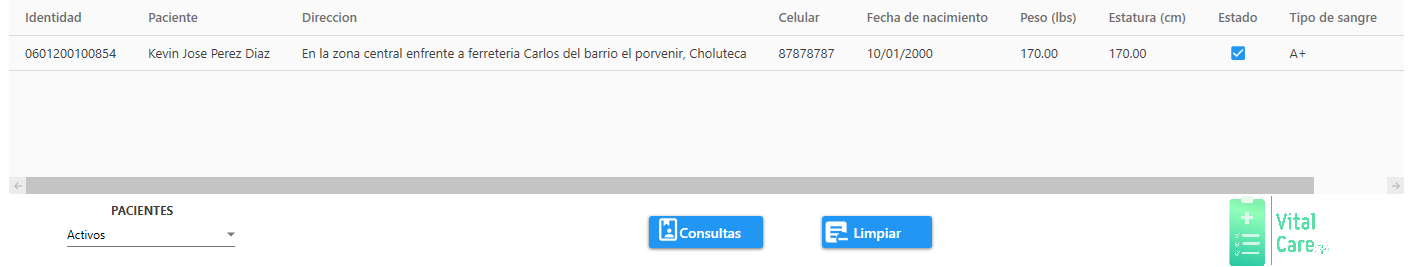 Identidad Paciente Direccion Celular Fecha de nacimiento Peso (lbs) Estatura (cm) Estado Tipo de sangre
0601200100854 Kevin Jose Perez Diaz En la zona central enfrente a ferreteria Carlos del barrio el porvenir, Choluteca 87878787 10/01/2000 170.00 170.00 A+
PACIENTES
Activos
Consultas
Limpiar
Vital
Care